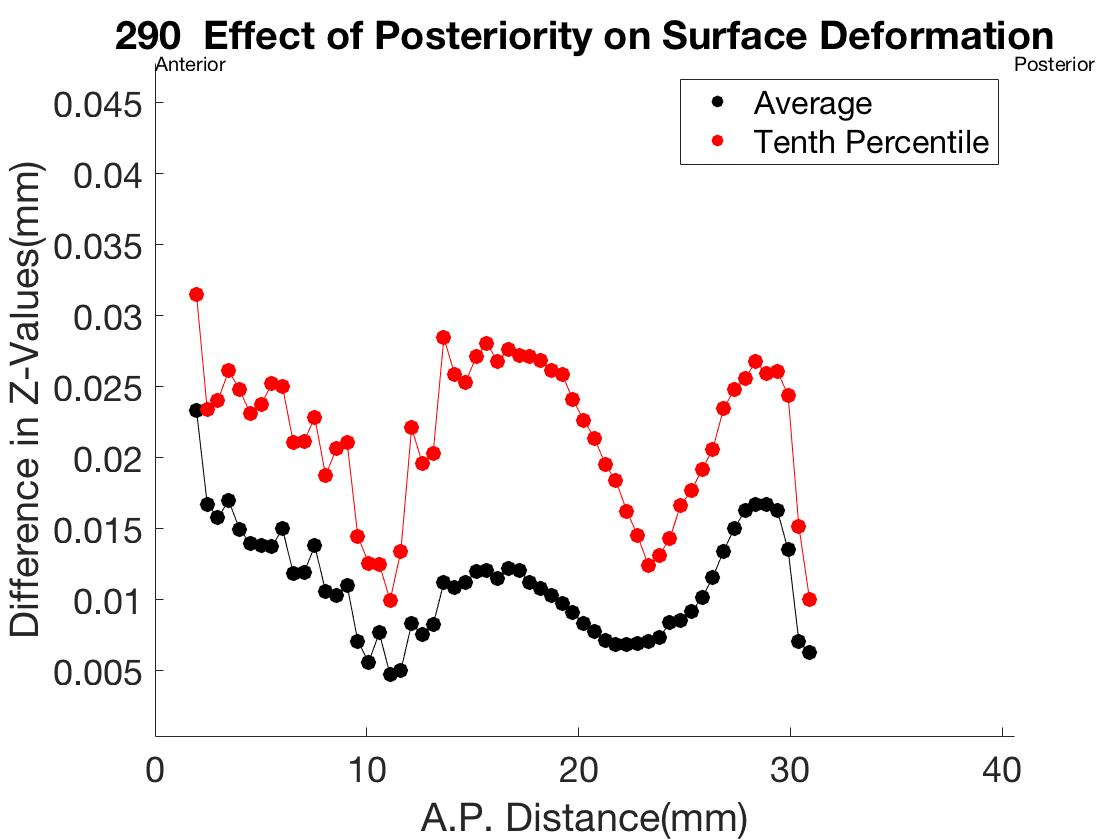 290  Effect of Posteriority on Surface Deformation
Anterior
Posterior
Average
Tenth Percentile
0.045
0.04
0.035
0.03
0.025
0.02
0.015
0.01
0.005
Difference in Z-Values(mm)
0
10
20
30
40
A.P. Distance(mm)